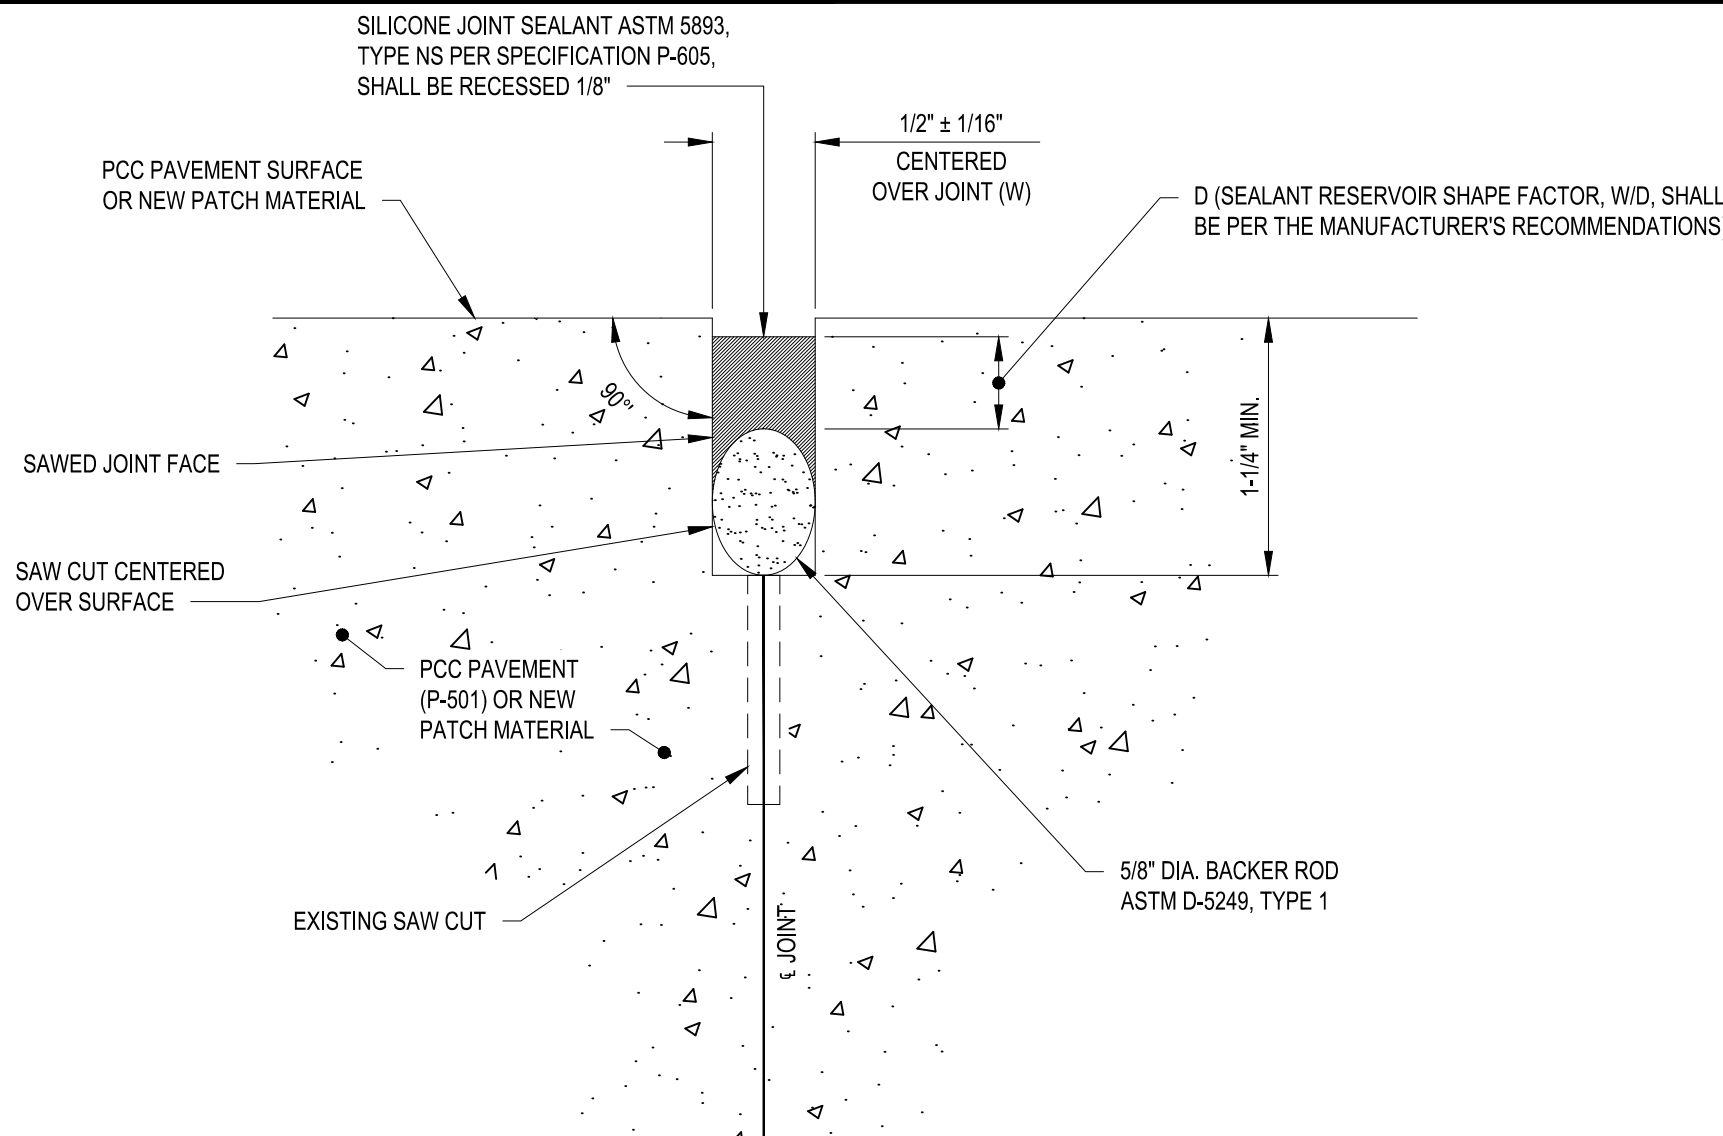 SILICONE JOINT SEALANT ASTM 5893,
TYPE NS PER SPECIFICATION P-605,
SHALL BE RECESSED 1/8"
1/2" ± 1/16"
CENTERED
OVER JOINT (W)
PCC PAVEMENT SURFACE
OR NEW PATCH MATERIAL
D (SEALANT RESERVOIR SHAPE FACTOR, W/D, SHALL
BE PER THE MANUFACTURER'S RECOMMENDATIONS)
90°
1-1/4" MIN.
SAWED JOINT FACE
SAW CUT CENTERED
OVER SURFACE
PCC PAVEMENT
(P-501) OR NEW
PATCH MATERIAL
EXISTING SAW CUT
℄ JOINT
5/8" DIA. BACKER ROD
ASTM D-5249, TYPE 1